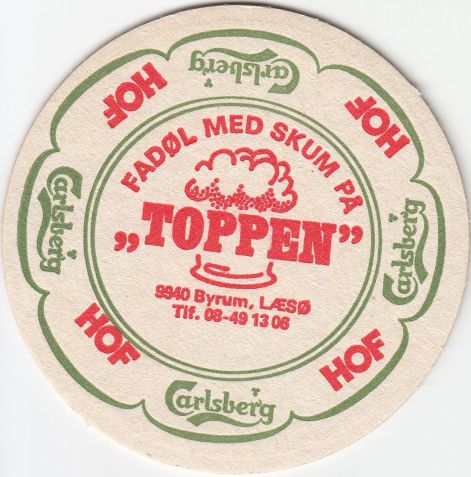 Carlsberg
HOF
HOF
FADØL MED SKUM PÅ
„TOPPEN”
9940 Byrum, LÆSØ
Tlf. 08-49 13 06
Carlsberg
Carlsberg
HOF
HOF
Carlsberg